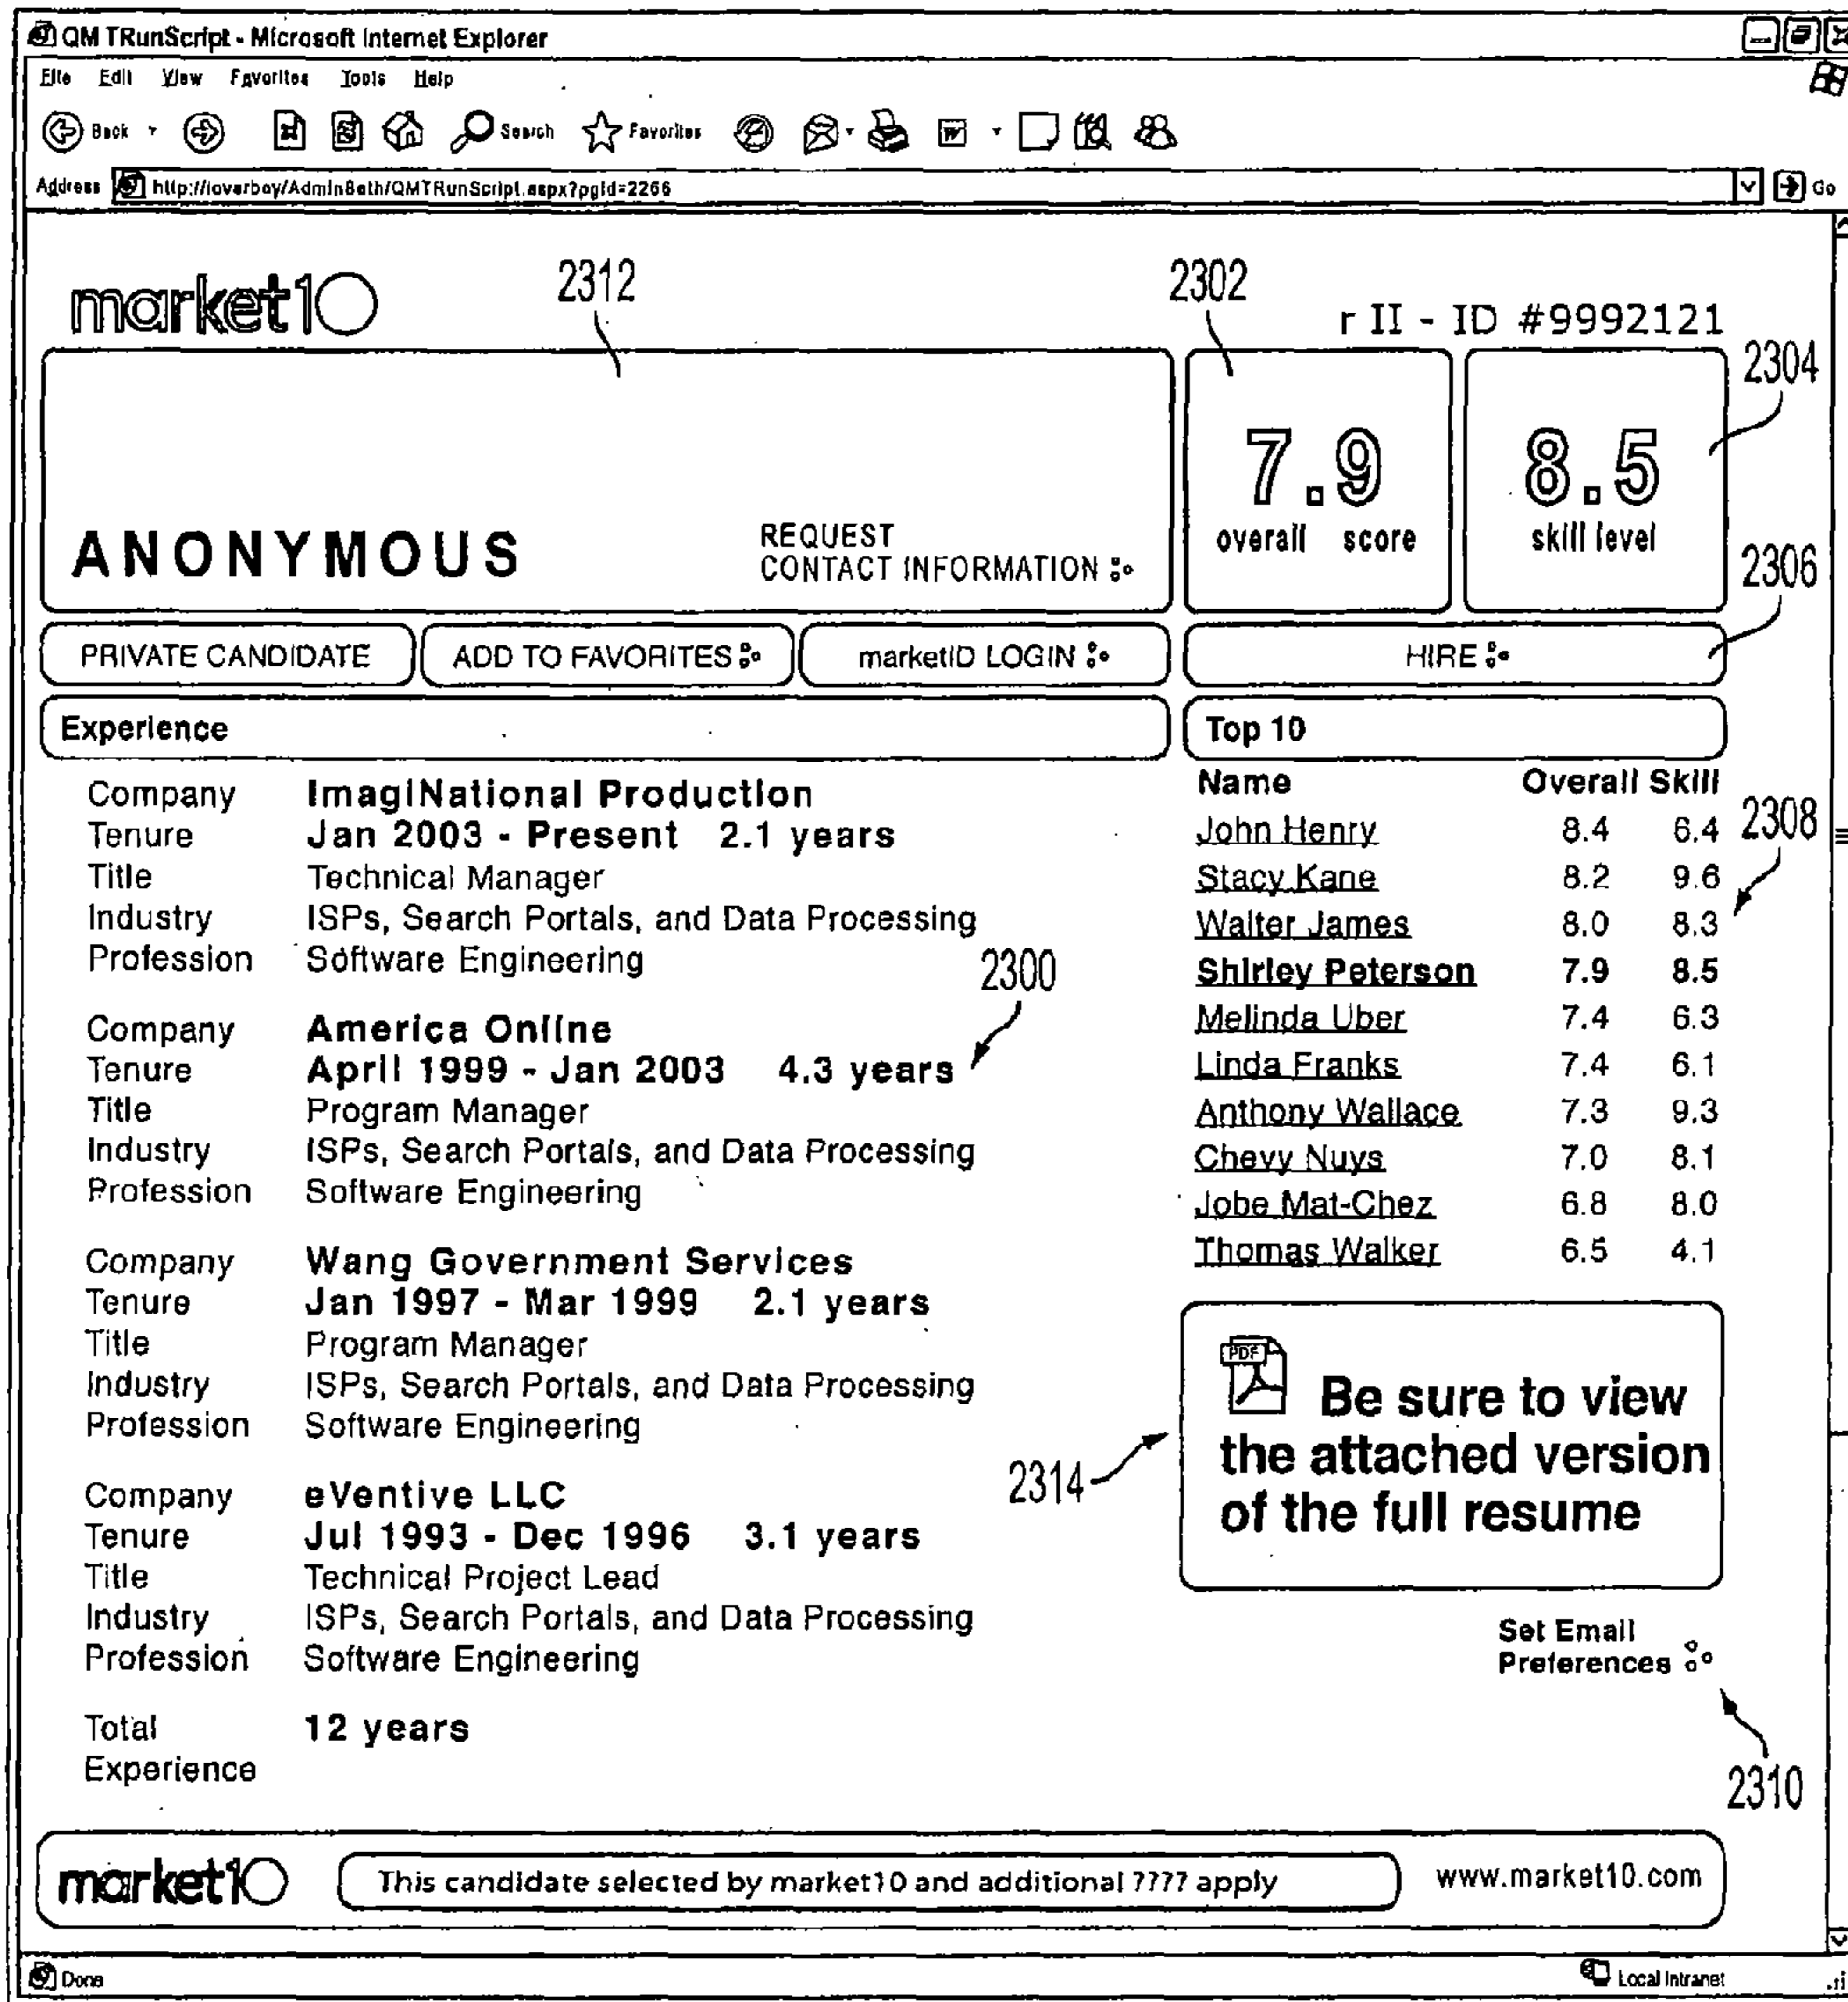 QM TRunScript - Microsoft Internet Explorer
File Edit View Favorites Tools Help
Back Search Favorites
Address http://loverboy/AdminSeth/QMTRunScript.aspx?pgId=2266 Go
market10
2312
2302
r II - ID #9992121
2304
ANONYMOUS
REQUEST
CONTACT INFORMATION
7.9
overall score
8.5
skill level
2306
PRIVATE CANDIDATE ADD TO FAVORITES marketID LOGIN HIRE
Experience
Company ImagiNational Production
Tenure Jan 2003 - Present 2.1 years
Title Technical Manager
Industry ISPs, Search Portals, and Data Processing
Profession Software Engineering
2300
Company America Online
Tenure April 1999 - Jan 2003 4.3 years
Title Program Manager
Industry ISPs, Search Portals, and Data Processing
Profession Software Engineering
Company Wang Government Services
Tenure Jan 1997 - Mar 1999 2.1 years
Title Program Manager
Industry ISPs, Search Portals, and Data Processing
Profession Software Engineering
Company eVentive LLC
Tenure Jul 1993 - Dec 1996 3.1 years
Title Technical Project Lead
Industry ISPs, Search Portals, and Data Processing
Profession Software Engineering
Total 12 years
Experience
Top 10
Name Overall Skill
John Henry 8.4 6.4
2308
Stacy Kane 8.2 9.6
Walter James 8.0 8.3
Shirley Peterson 7.9 8.5
Melinda Uber 7.4 6.3
Linda Franks 7.4 6.1
Anthony Wallace 7.3 9.3
Chevy Nuys 7.0 8.1
Jobe Mat-Chez 6.8 8.0
Thomas Walker 6.5 4.1
PDF
Be sure to view
the attached version
of the full resume
2314
Set Email
Preferences
2310
market10 This candidate selected by market10 and additional ???? apply www.market10.com
Done Local intranet